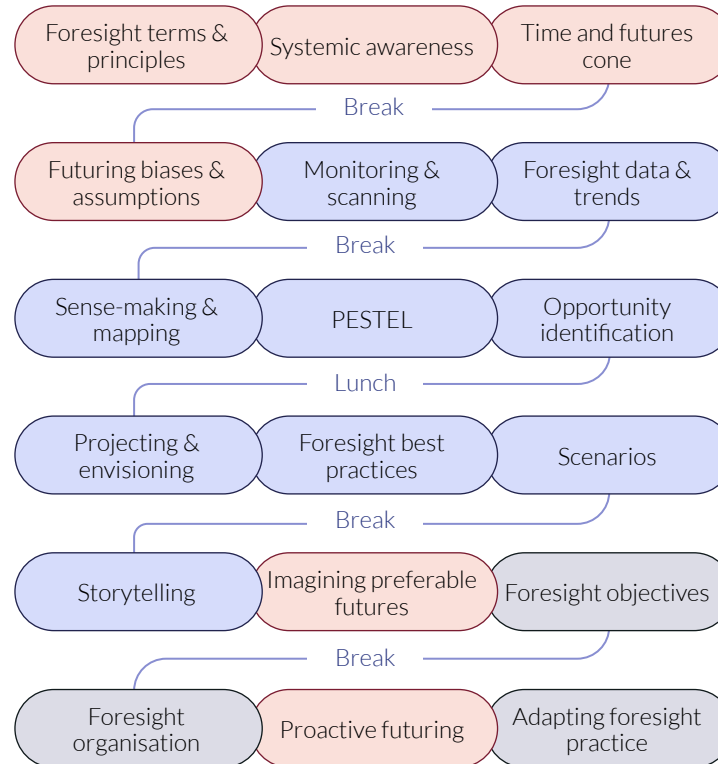 Foresight terms &
principles
Systemic awareness
Time and futures
cone
Break
Futuring biases &
assumptions
Monitoring &
scanning
Foresight data &
trends
Break
Sense-making &
mapping
PESTEL
Opportunity
identification
Lunch
Projecting &
envisioning
Foresight best
practices
Scenarios
Break
Storytelling
Imagining preferable
futures
Foresight objectives
Break
Foresight
organisation
Proactive futuring
Adapting foresight
practice